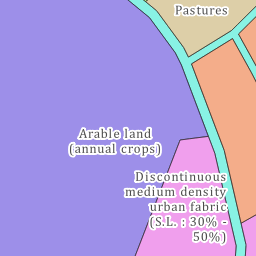 Pastures
Arable land
(annual crops)
Discontinuous
medium density
urban fabric
(S.L. : 30% -
50%)